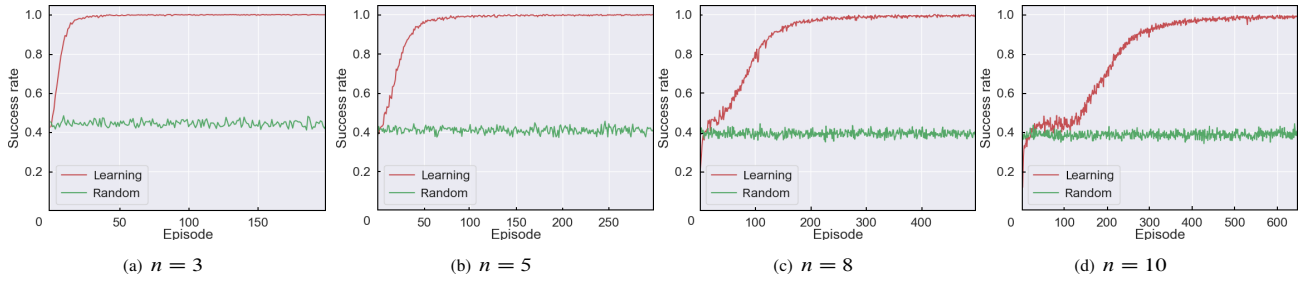 Success rate
1.0
0.8
0.6
0.4
0.2
0
Learning
Random
50
100
150
Episode
(a) n = 3
Success rate
1.0
0.8
0.6
0.4
0.2
0
Learning
Random
50
100
150
200
250
Episode
(b) n = 5
Success rate
1.0
0.8
0.6
0.4
0.2
0
Learning
Random
100
200
300
400
Episode
(c) n = 8
Success rate
1.0
0.8
0.6
0.4
0.2
0
Learning
Random
100
200
300
400
500
600
Episode
(d) n = 10